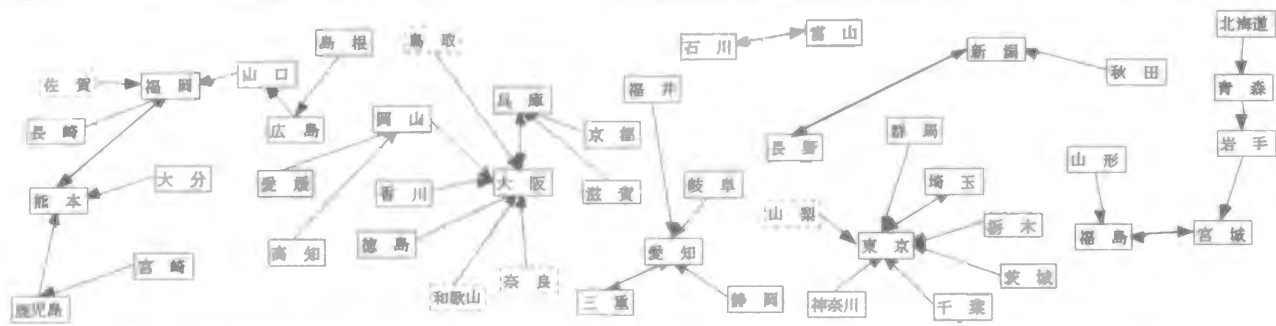 北海道
石川
富山
島根
鳥取
新潟
佐賀
福岡
山口
秋田
青森
福井
兵庫
長崎
広島
岡山
京都
長野
群馬
岩手
山形
大分
愛媛
香川
大阪
滋賀
岐阜
埼玉
熊本
山梨
栃木
高知
徳島
愛知
東京
福島
宮城
宮崎
和歌山
奈良
茨城
鹿児島
三重
静岡
神奈川
千葉